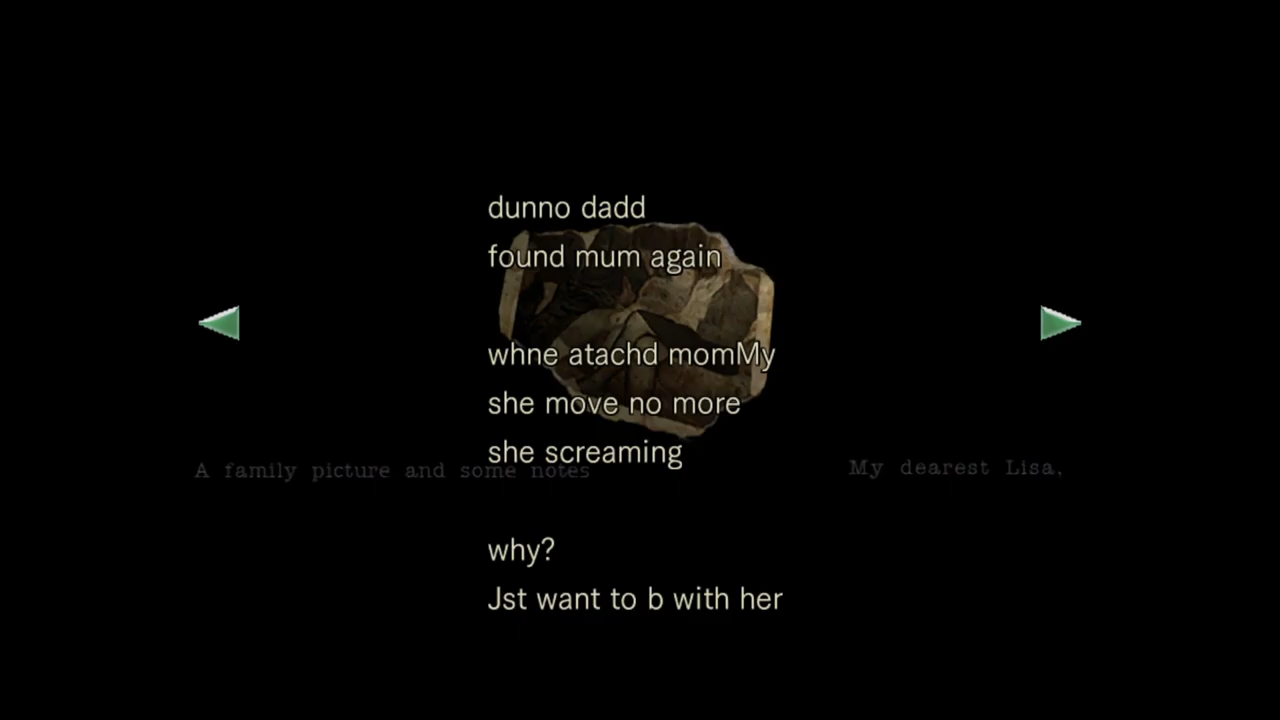 dunno dadd
found mum again
whne atachd momMy
she move no more
she screaming
A family picture and some notes
My dearest Lisa,
why?
Jst want to b with her